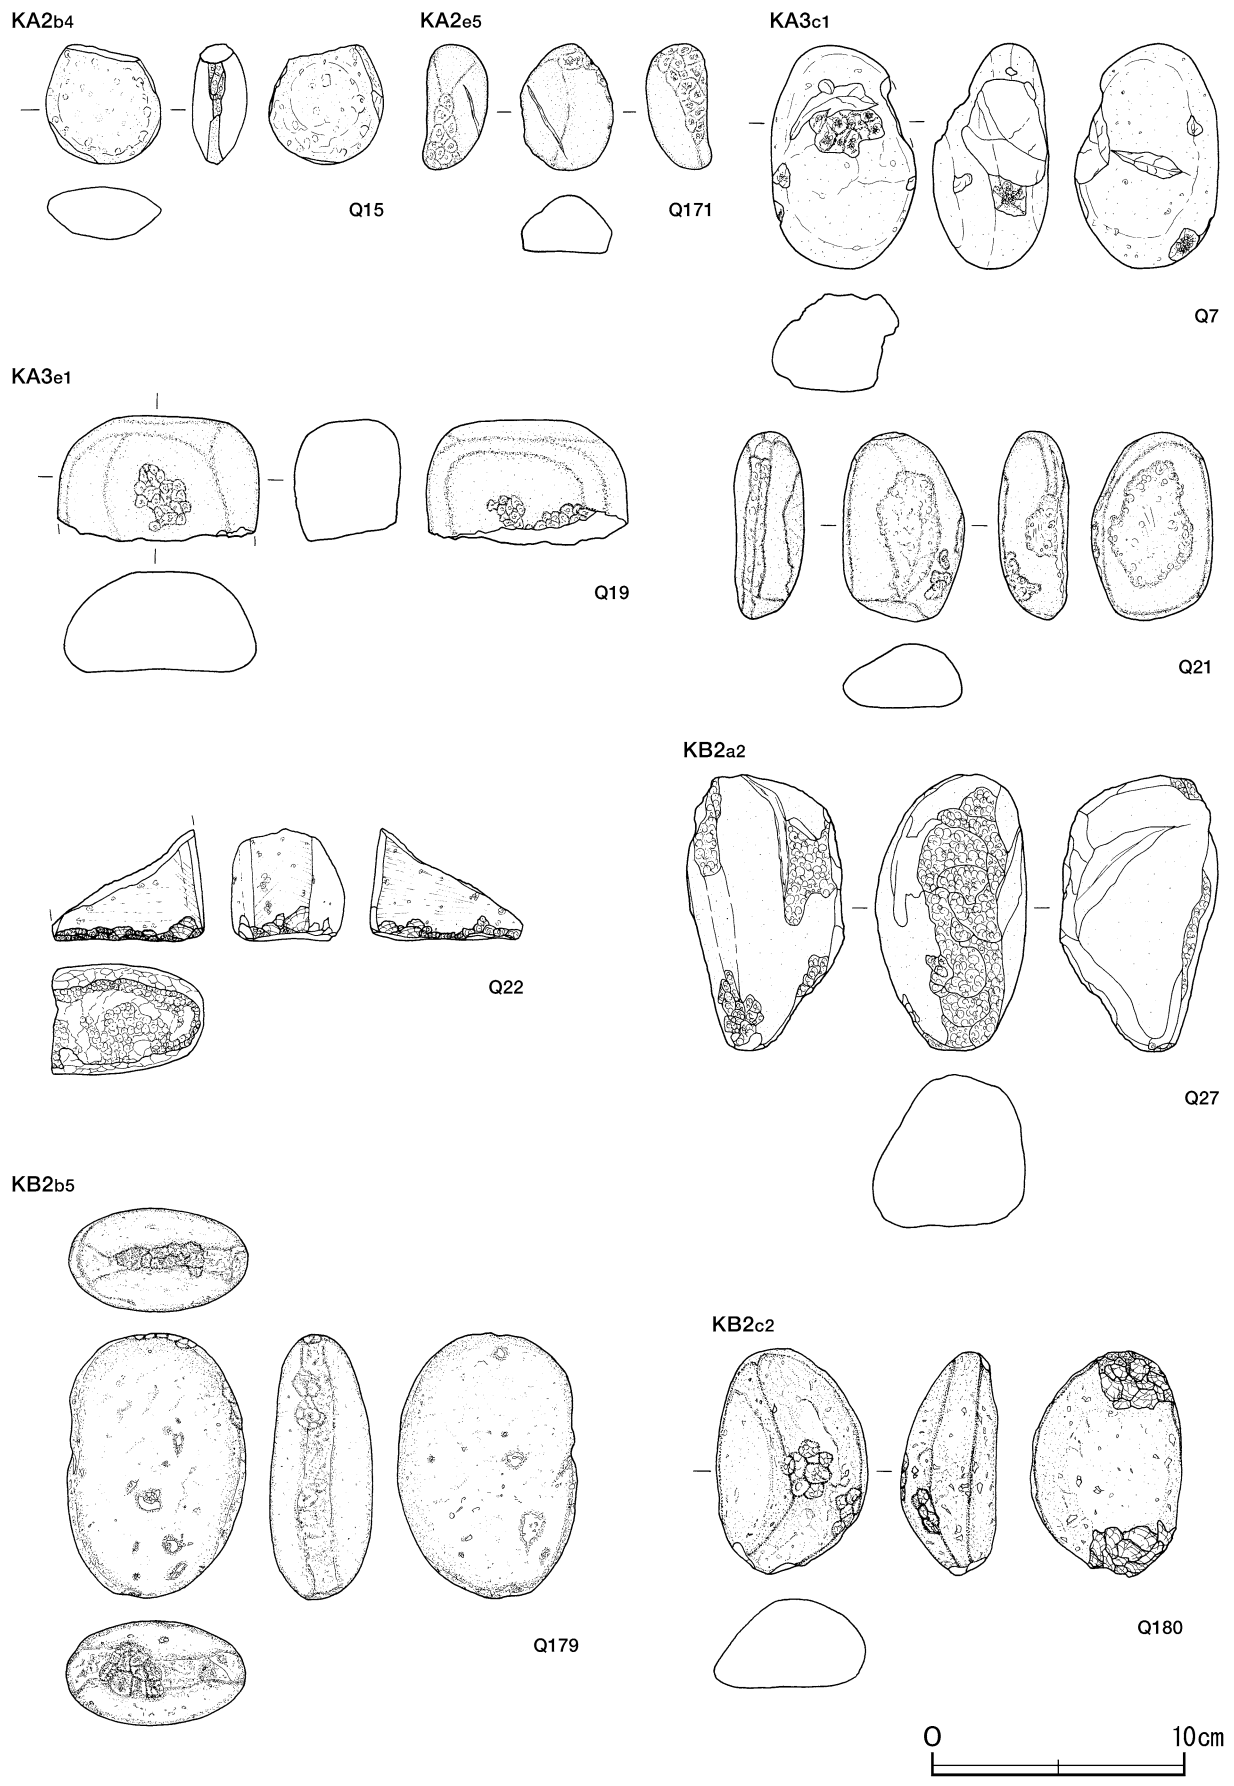 KA2b4
KA2e5
KA3c1
Q15
Q171
Q7
KA3e1
Q19
Q21
KB2a2
Q22
Q27
KB2b5
KB2c2
Q179
Q180
0 10cm